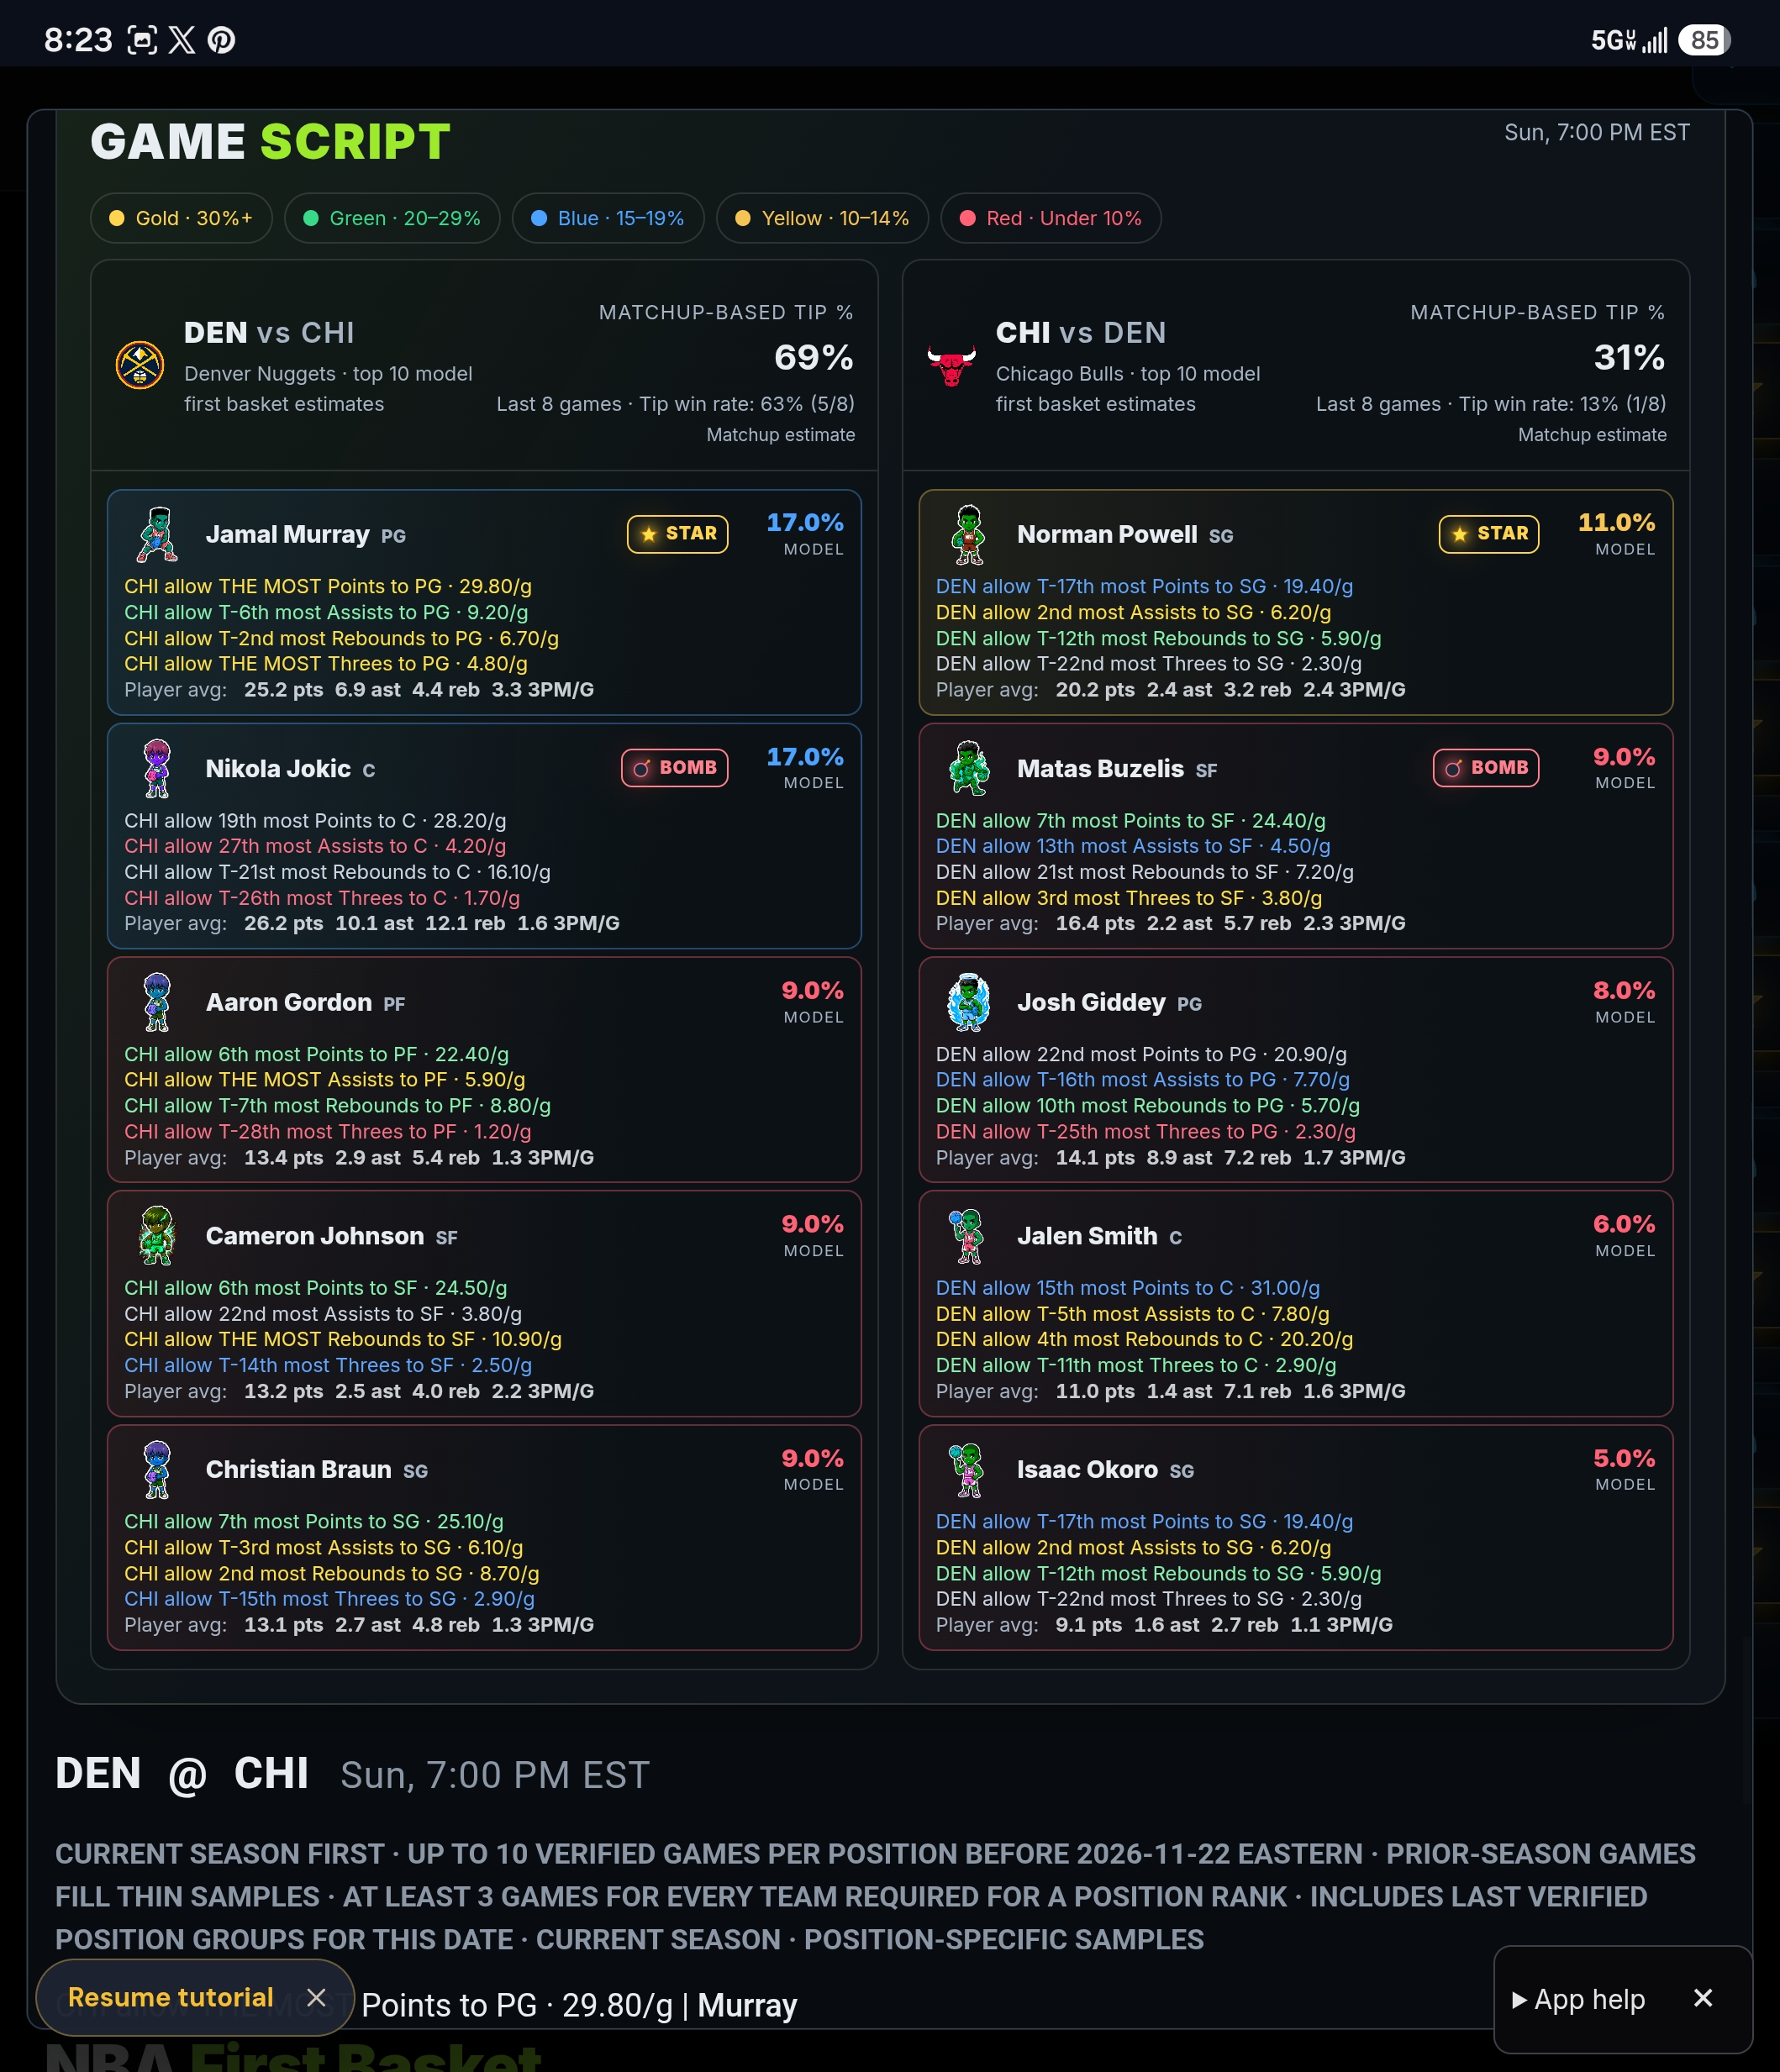 8:23
5G UW
85
GAME SCRIPT
Sun, 7:00 PM EST
Gold · 30%+
Green · 20–29%
Blue · 15–19%
Yellow · 10–14%
Red · Under 10%
DEN vs CHI
Denver Nuggets · top 10 model
first basket estimates
MATCHUP-BASED TIP %
69%
Last 8 games · Tip win rate: 63% (5/8)
Matchup estimate
Jamal Murray PG
STAR
17.0%
MODEL
CHI allow THE MOST Points to PG · 29.80/g
CHI allow T-6th most Assists to PG · 9.20/g
CHI allow T-2nd most Rebounds to PG · 6.70/g
CHI allow THE MOST Threes to PG · 4.80/g
Player avg: 25.2 pts 6.9 ast 4.4 reb 3.3 3PM/G
Nikola Jokic C
BOMB
17.0%
MODEL
CHI allow 19th most Points to C · 28.20/g
CHI allow 27th most Assists to C · 4.20/g
CHI allow T-21st most Rebounds to C · 16.10/g
CHI allow T-26th most Threes to C · 1.70/g
Player avg: 26.2 pts 10.1 ast 12.1 reb 1.6 3PM/G
Aaron Gordon PF
9.0%
MODEL
CHI allow 6th most Points to PF · 22.40/g
CHI allow THE MOST Assists to PF · 5.90/g
CHI allow T-7th most Rebounds to PF · 8.80/g
CHI allow T-28th most Threes to PF · 1.20/g
Player avg: 13.4 pts 2.9 ast 5.4 reb 1.3 3PM/G
Cameron Johnson SF
9.0%
MODEL
CHI allow 6th most Points to SF · 24.50/g
CHI allow 22nd most Assists to SF · 3.80/g
CHI allow THE MOST Rebounds to SF · 10.90/g
CHI allow T-14th most Threes to SF · 2.50/g
Player avg: 13.2 pts 2.5 ast 4.0 reb 2.2 3PM/G
Christian Braun SG
9.0%
MODEL
CHI allow 7th most Points to SG · 25.10/g
CHI allow T-3rd most Assists to SG · 6.10/g
CHI allow 2nd most Rebounds to SG · 8.70/g
CHI allow T-15th most Threes to SG · 2.90/g
Player avg: 13.1 pts 2.7 ast 4.8 reb 1.3 3PM/G
CHI vs DEN
Chicago Bulls · top 10 model
first basket estimates
MATCHUP-BASED TIP %
31%
Last 8 games · Tip win rate: 13% (1/8)
Matchup estimate
Norman Powell SG
STAR
11.0%
MODEL
DEN allow T-17th most Points to SG · 19.40/g
DEN allow 2nd most Assists to SG · 6.20/g
DEN allow T-12th most Rebounds to SG · 5.90/g
DEN allow T-22nd most Threes to SG · 2.30/g
Player avg: 20.2 pts 2.4 ast 3.2 reb 2.4 3PM/G
Matas Buzelis SF
BOMB
9.0%
MODEL
DEN allow 7th most Points to SF · 24.40/g
DEN allow 13th most Assists to SF · 4.50/g
DEN allow 21st most Rebounds to SF · 7.20/g
DEN allow 3rd most Threes to SF · 3.80/g
Player avg: 16.4 pts 2.2 ast 5.7 reb 2.3 3PM/G
Josh Giddey PG
8.0%
MODEL
DEN allow 22nd most Points to PG · 20.90/g
DEN allow T-16th most Assists to PG · 7.70/g
DEN allow 10th most Rebounds to PG · 5.70/g
DEN allow T-25th most Threes to PG · 2.30/g
Player avg: 14.1 pts 8.9 ast 7.2 reb 1.7 3PM/G
Jalen Smith C
6.0%
MODEL
DEN allow 15th most Points to C · 31.00/g
DEN allow T-5th most Assists to C · 7.80/g
DEN allow 4th most Rebounds to C · 20.20/g
DEN allow T-11th most Threes to C · 2.90/g
Player avg: 11.0 pts 1.4 ast 7.1 reb 1.6 3PM/G
Isaac Okoro SG
5.0%
MODEL
DEN allow T-17th most Points to SG · 19.40/g
DEN allow 2nd most Assists to SG · 6.20/g
DEN allow T-12th most Rebounds to SG · 5.90/g
DEN allow T-22nd most Threes to SG · 2.30/g
Player avg: 9.1 pts 1.6 ast 2.7 reb 1.1 3PM/G
DEN @ CHI Sun, 7:00 PM EST
CURRENT SEASON FIRST · UP TO 10 VERIFIED GAMES PER POSITION BEFORE 2026-11-22 EASTERN · PRIOR-SEASON GAMES
FILL THIN SAMPLES · AT LEAST 3 GAMES FOR EVERY TEAM REQUIRED FOR A POSITION RANK · INCLUDES LAST VERIFIED
POSITION GROUPS FOR THIS DATE · CURRENT SEASON · POSITION-SPECIFIC SAMPLES
Resume tutorial
Points to PG · 29.80/g | Murray
App help
NBA First Basket